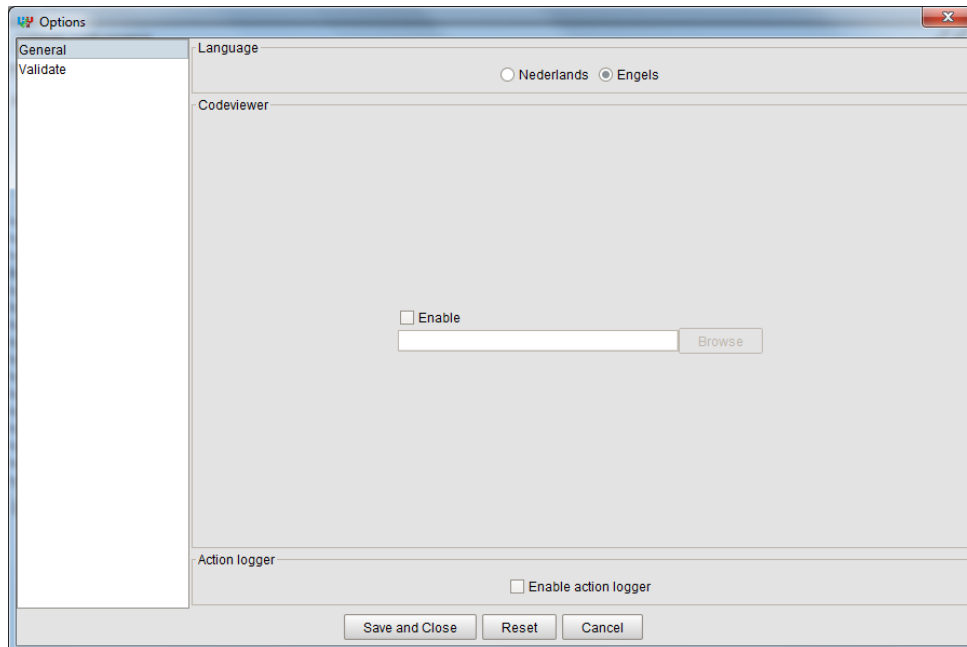 Options
General
Validate
Language
Nederlands Engels
Codeviewer
Enable
Browse
Action logger
Enable action logger
Save and Close Reset Cancel